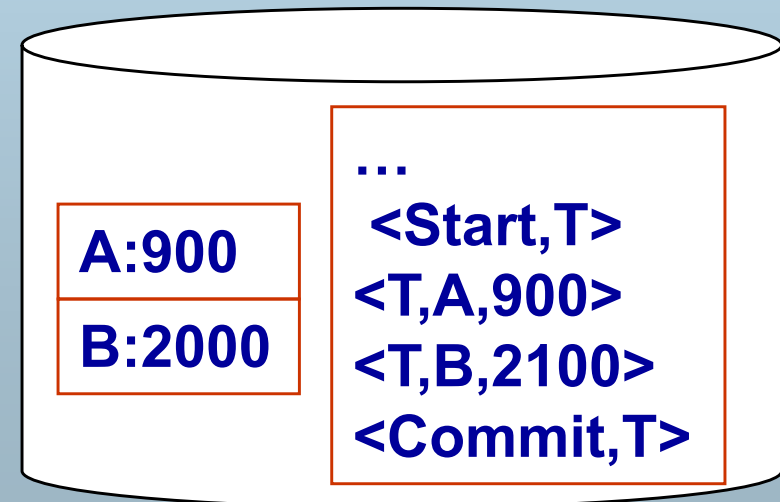 A:900
B:2000
…
<Start,T>
<T,A,900>
<T,B,2100>
<Commit,T>